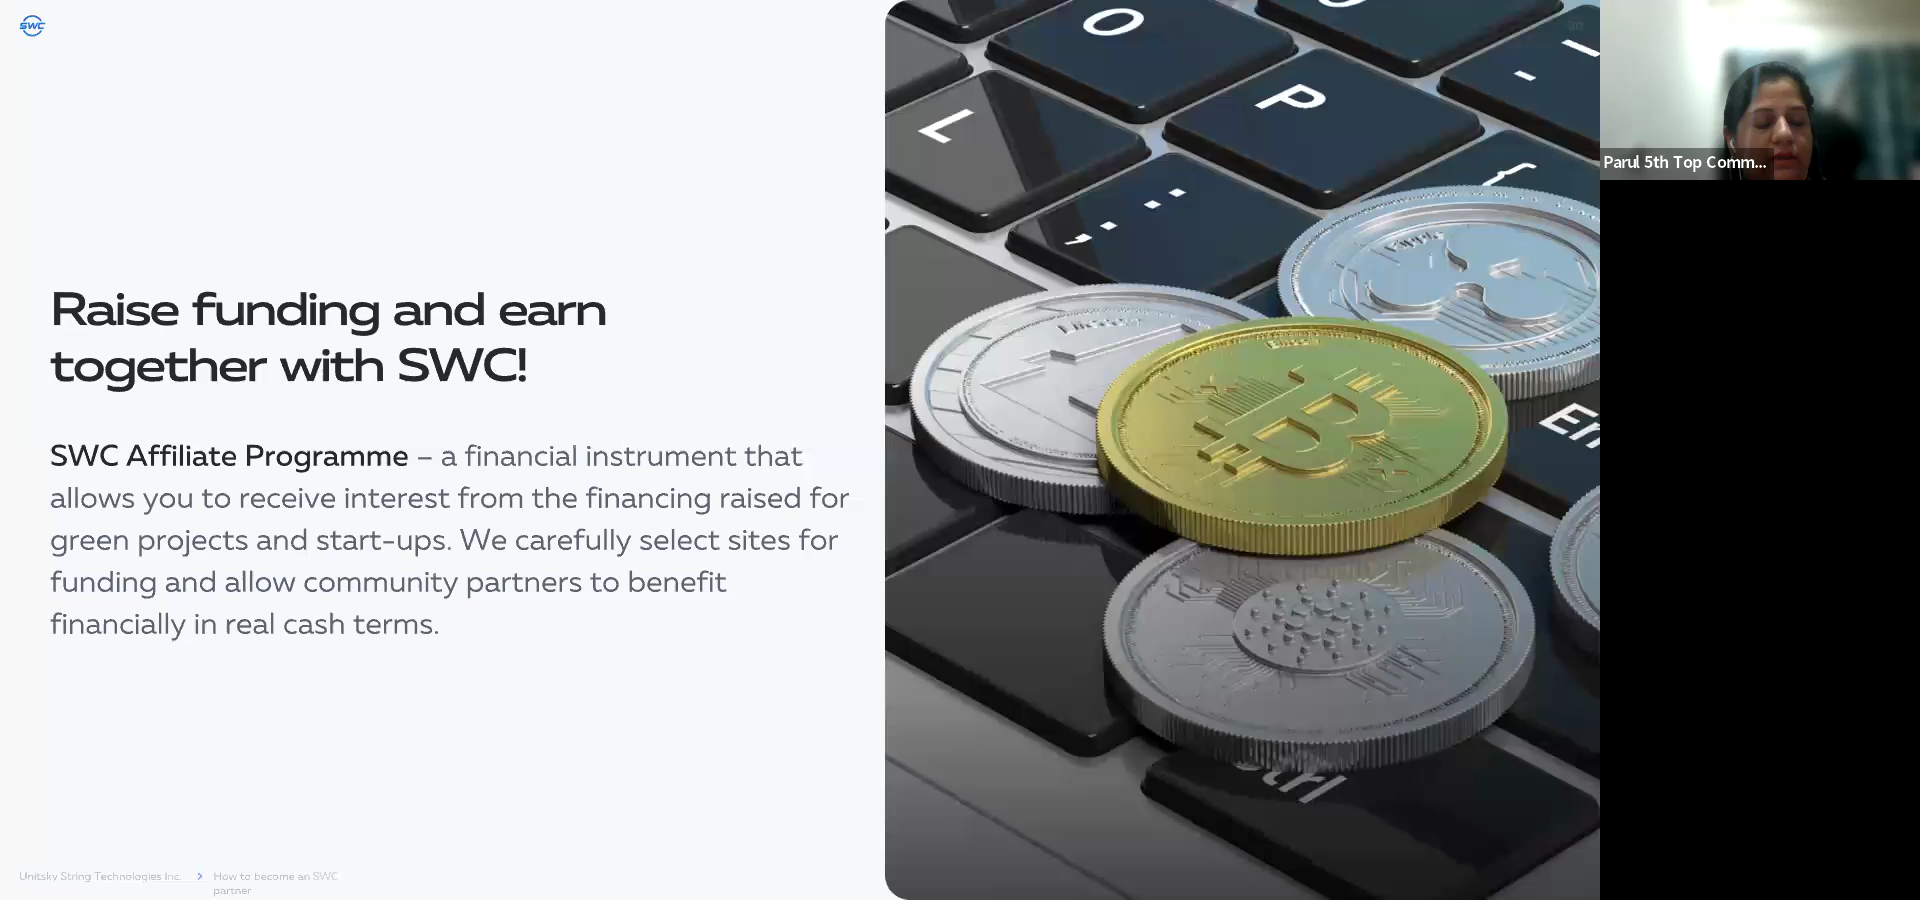 SWC
30
Raise funding and earn
together with SWC!
SWC Affiliate Programme – a financial instrument that
allows you to receive interest from the financing raised for
green projects and start-ups. We carefully select sites for
funding and allow community partners to benefit
financially in real cash terms.
Unitsky String Technologies Inc.
How to become an SWC
partner
O
P
L
Ripple
Ctrl
Parul 5th Top Comm...